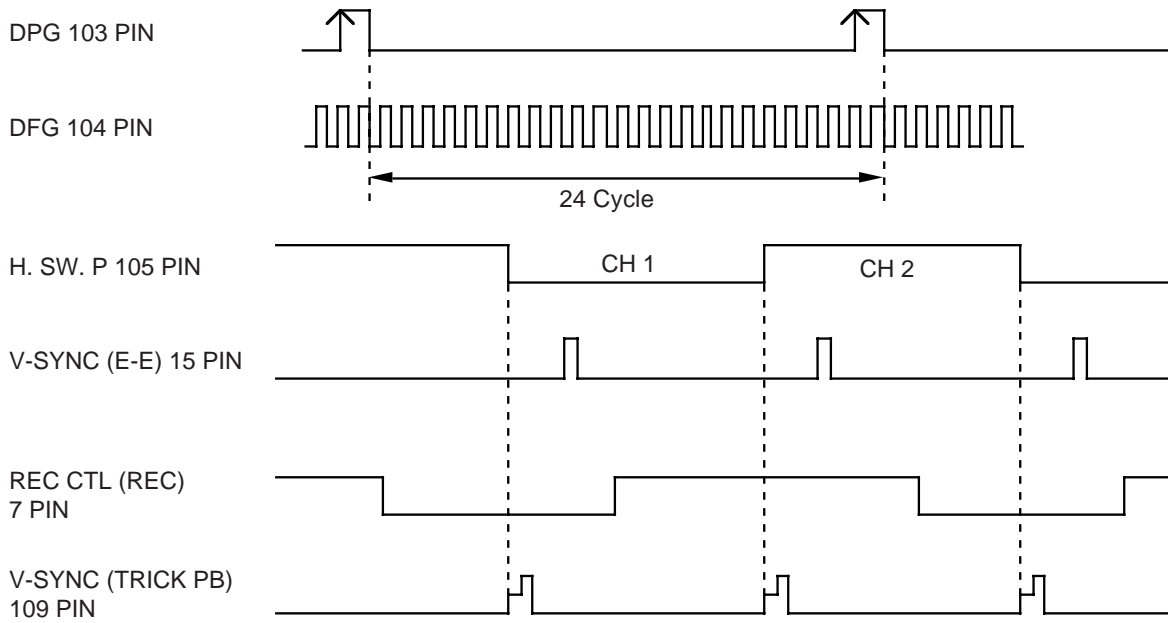 DPG 103 PIN
DFG 104 PIN
24 Cycle
H. SW. P 105 PIN
CH 1
CH 2
V-SYNC (E-E) 15 PIN
REC CTL (REC)
7 PIN
V-SYNC (TRICK PB)
109 PIN